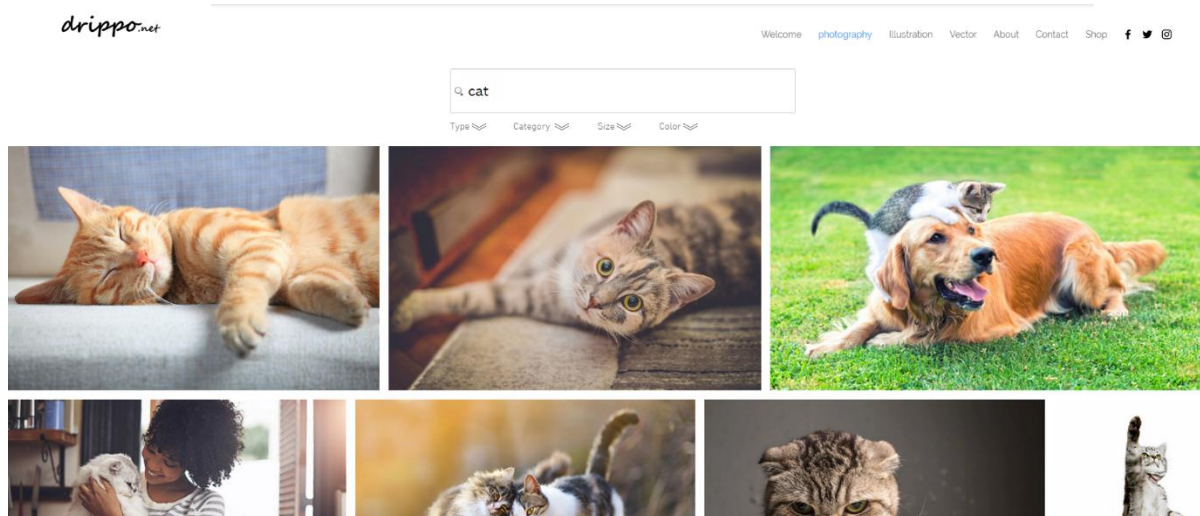 drippo.net
Welcome photography Illustration Vector About Contact Shop
cat
Type Category Size Color